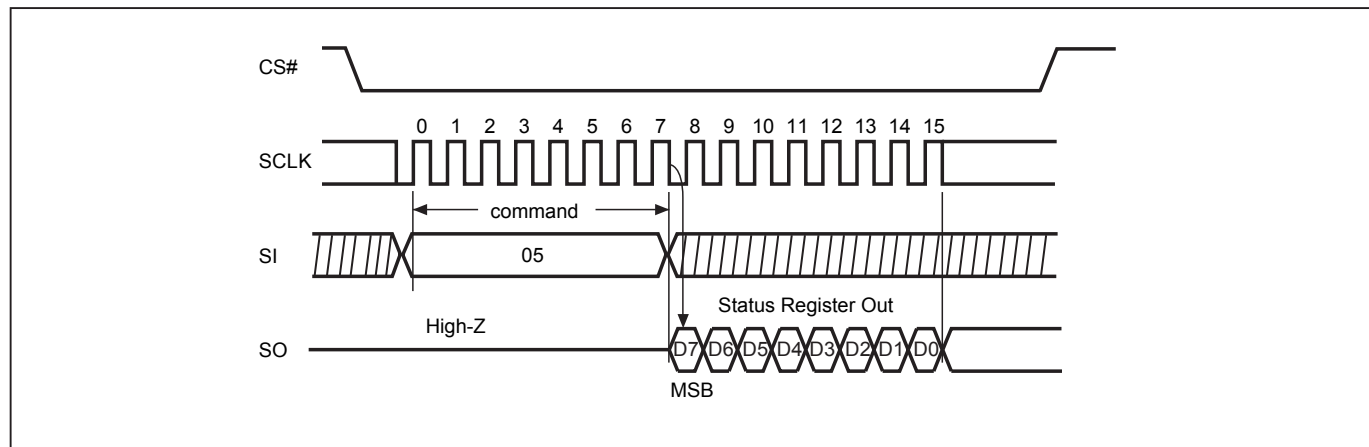 CS#
0 1 2 3 4 5 6 7 8 9 10 11 12 13 14 15
SCLK
command
SI
05
Status Register Out
High-Z
SO
D7 D6 D5 D4 D3 D2 D1 D0
MSB